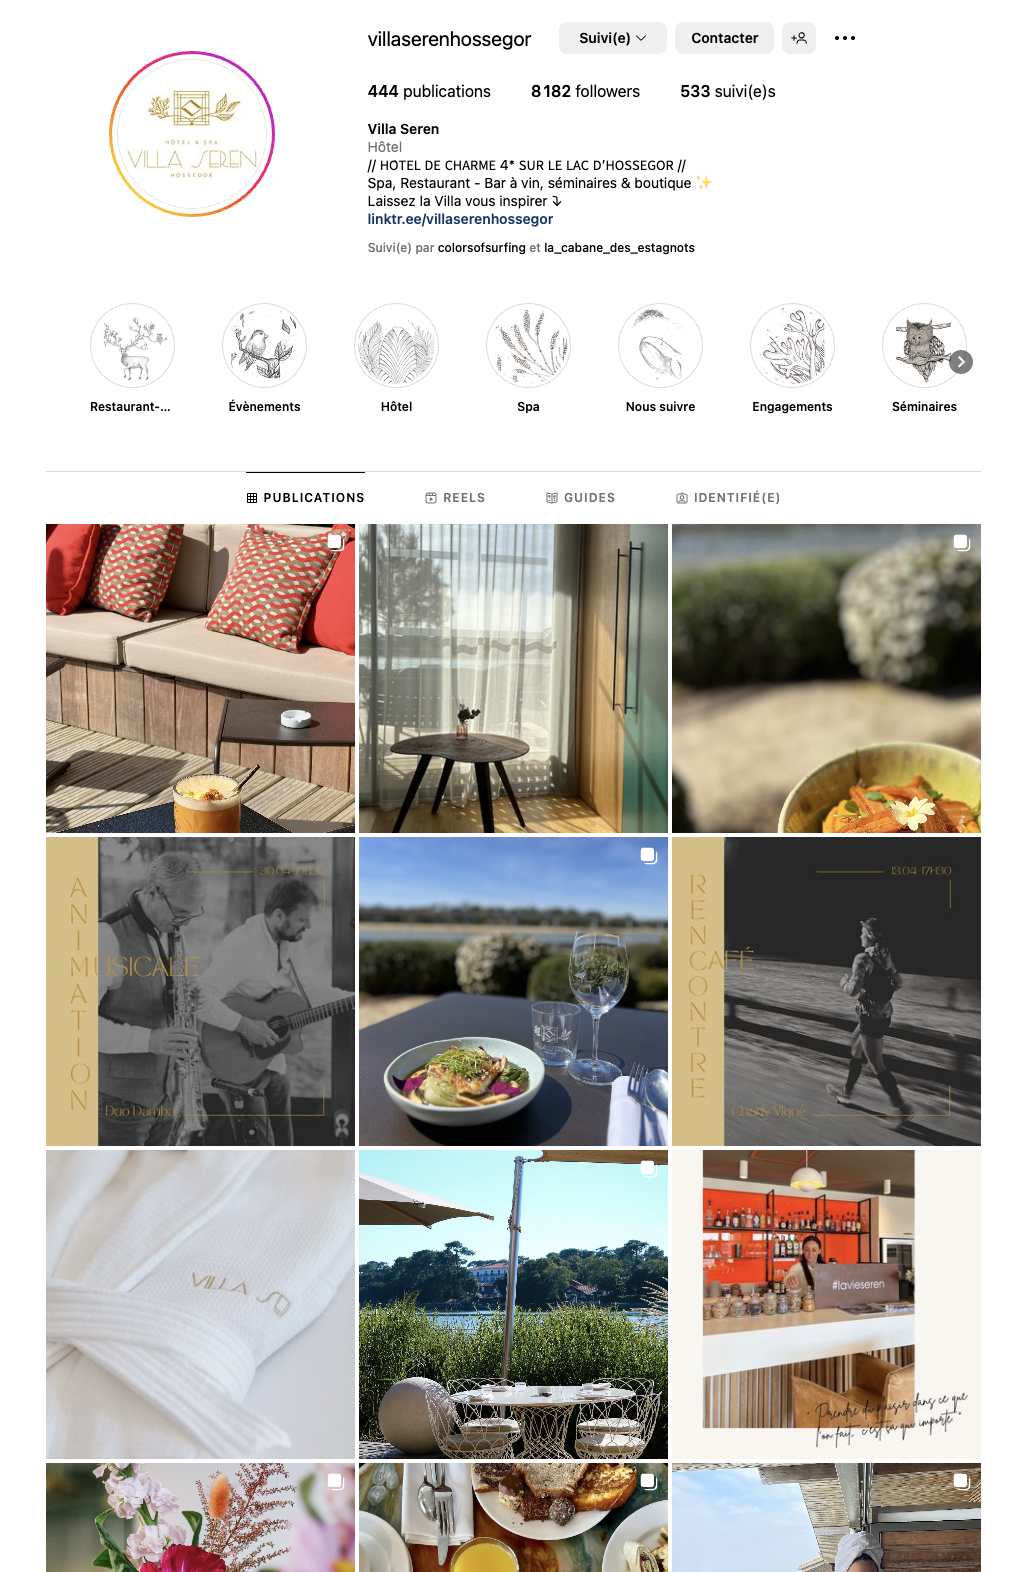 villaserenhossegor
Suivi(e)
Contacter
444 publications
8 182 followers
533 suivi(e)s
Villa Seren
Hôtel
// HÔTEL DE CHARME 4* SUR LE LAC D'HOSSEGOR //
Spa, Restaurant - Bar à vin, séminaires & boutique ✨
Laissez la Villa vous inspirer ⤵
linktr.ee/villaserenhossegor
Suivi(e) par colorsofsurfing et la_cabane_des_estagnots
HÔTEL & SPA
VILLA SEREN
HOSSEGOR
Restaurant-...
Évènements
Hôtel
Spa
Nous suivre
Engagements
Séminaires
PUBLICATIONS
REELS
GUIDES
IDENTIFIÉ(E)
30.04 19H30
ANIMATION
MUSICALE
Duo Damba
13.04 17H30
RENCONTRE
CAFÉ
Charly Vigne
VILLA S
#lavieseren
"Prendre du plaisir dans ce que
l'on fait, c'est ça qui importe."